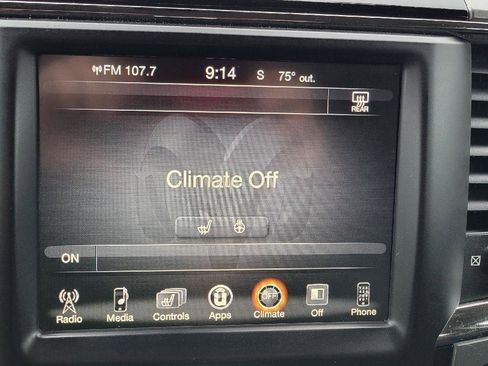 FM 107.7 9:14 S 75° out.
REAR
Climate Off
ON
OFF
Radio Media Controls Apps Climate Off Phone